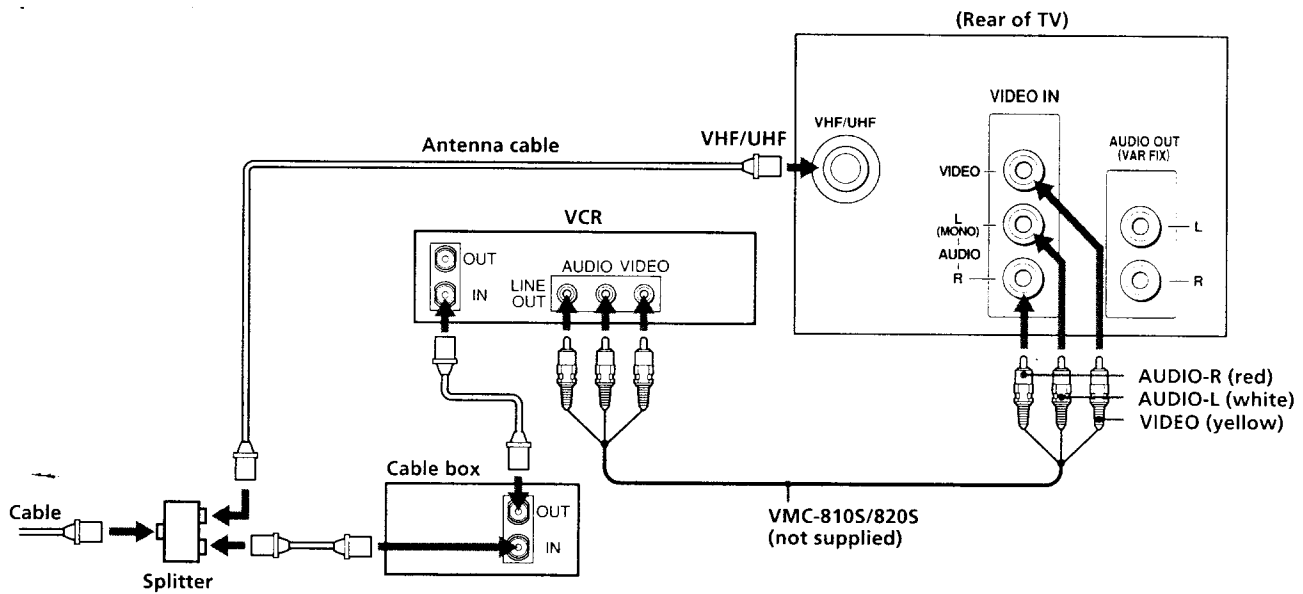 (Rear of TV)
VIDEO IN
VHF/UHF
AUDIO OUT
(VAR FIX)
Antenna cable
VHF/UHF
VIDEO
L
(MONO)
AUDIO
R
L
R
VCR
OUT
IN
AUDIO VIDEO
LINE
OUT
AUDIO-R (red)
AUDIO-L (white)
VIDEO (yellow)
Cable box
OUT
IN
Cable
Splitter
VMC-810S/820S
(not supplied)